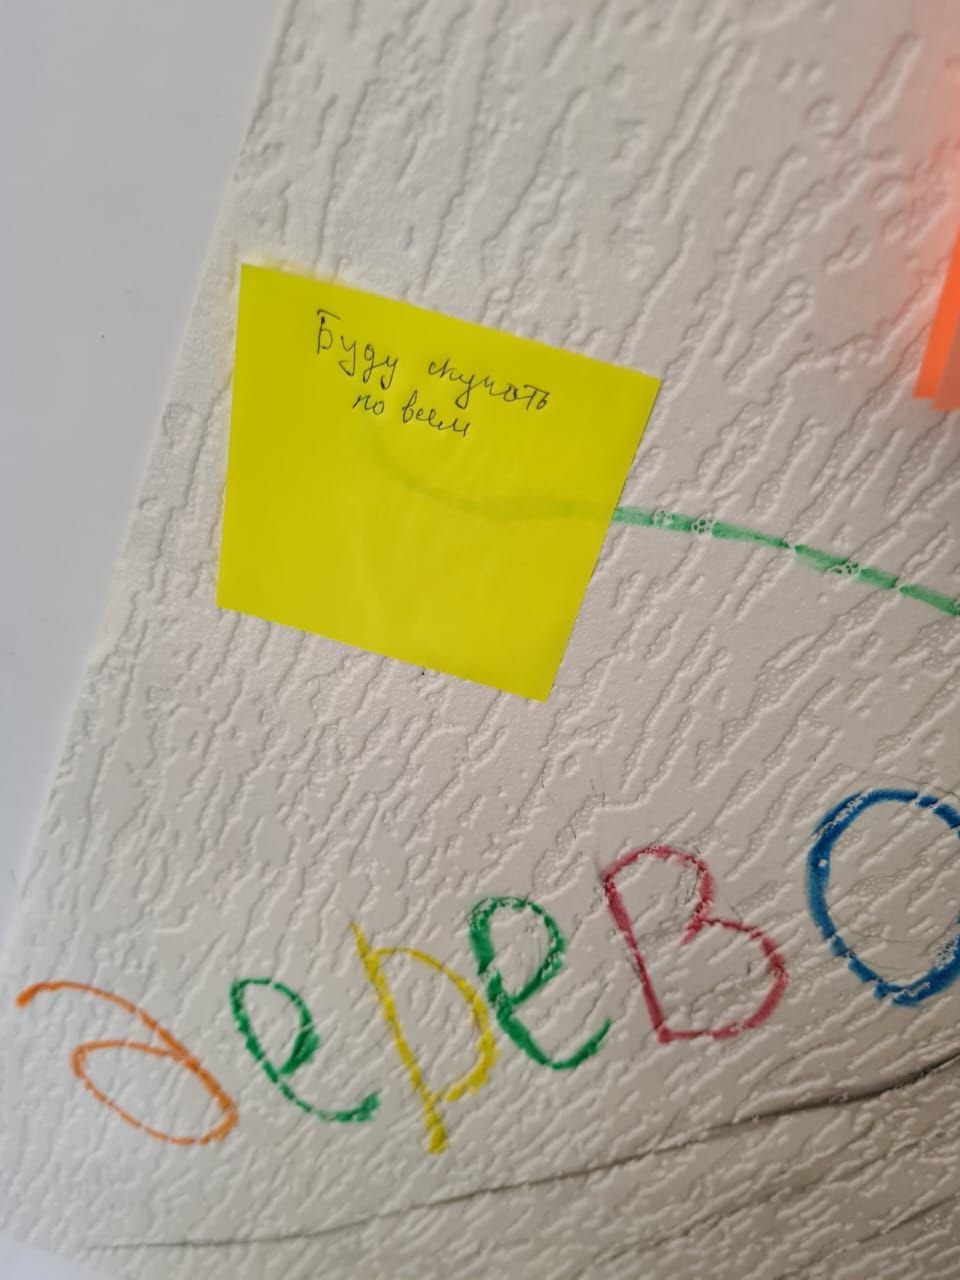 Буду скучать
по всем
дерево